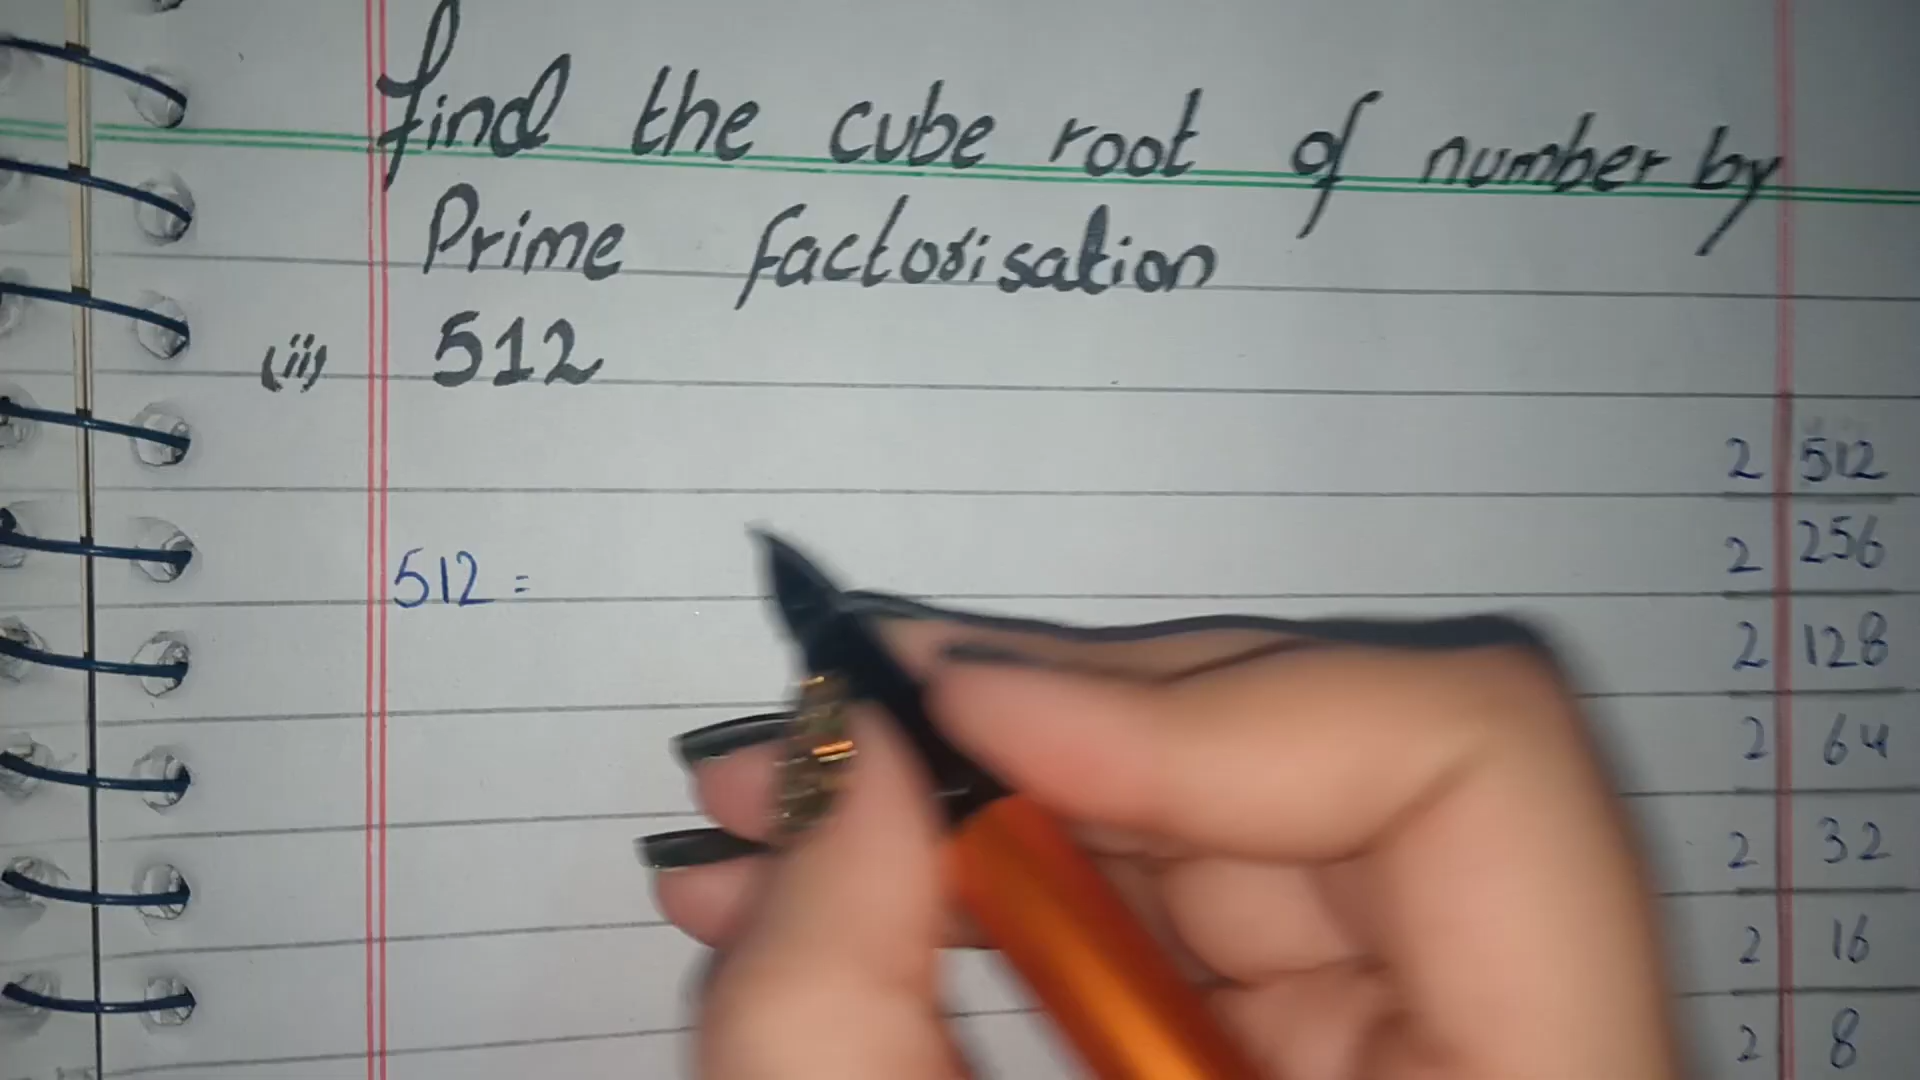 find the cube root of number by
Prime factorisation
(ii) 512
2 512
2 256
512 =
2 128
2 64
2 32
2 16
2 8